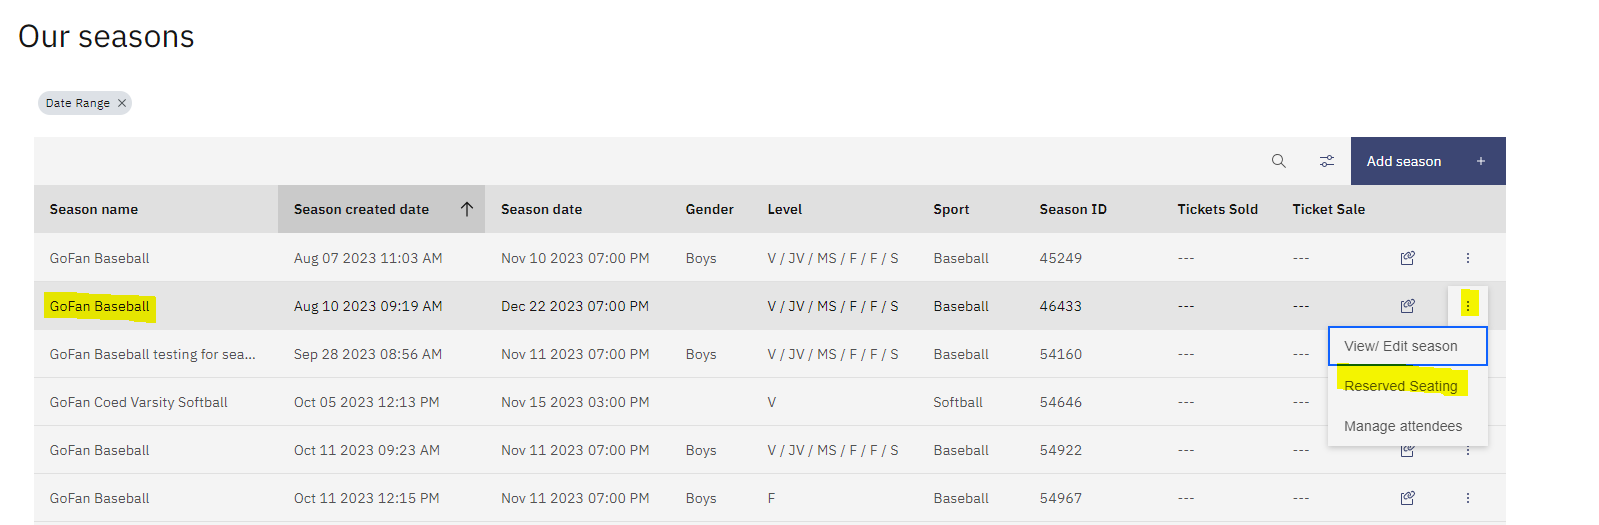 Our seasons
Date Range
Add season +
Season name Season created date Season date Gender Level Sport Season ID Tickets Sold Ticket Sale
GoFan Baseball Aug 07 2023 11:03 AM Nov 10 2023 07:00 PM Boys V / JV / MS / F / F / S Baseball 45249 --- ---
GoFan Baseball Aug 10 2023 09:19 AM Dec 22 2023 07:00 PM V / JV / MS / F / F / S Baseball 46433 --- ---
View/ Edit season
GoFan Baseball testing for sea... Sep 28 2023 08:56 AM Nov 11 2023 07:00 PM Boys V / JV / MS / F / F / S Baseball 54160 --- ---
Reserved Seating
GoFan Coed Varsity Softball Oct 05 2023 12:13 PM Nov 15 2023 03:00 PM V Softball 54646 --- ---
Manage attendees
GoFan Baseball Oct 11 2023 09:23 AM Nov 11 2023 07:00 PM Boys V / JV / MS / F / F / S Baseball 54922 --- ---
GoFan Baseball Oct 11 2023 12:15 PM Nov 11 2023 07:00 PM Boys F Baseball 54967 --- ---